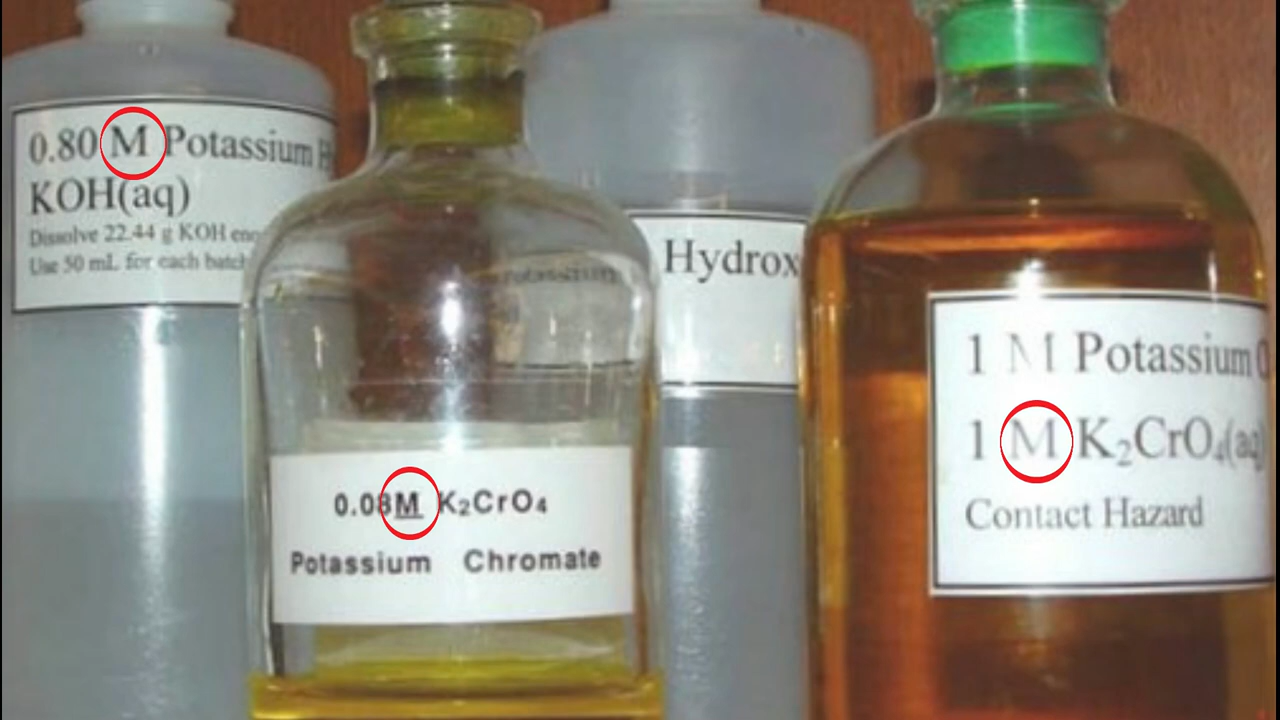 0.80 M Potassium H
KOH(aq)
Dissolve 22.44 g KOH
Use 50 mL for each batch
0.08M K₂CrO₄
Potassium Chromate
Hydrox
1 M Potassium
1 M K₂CrO₄(aq)
Contact Hazard